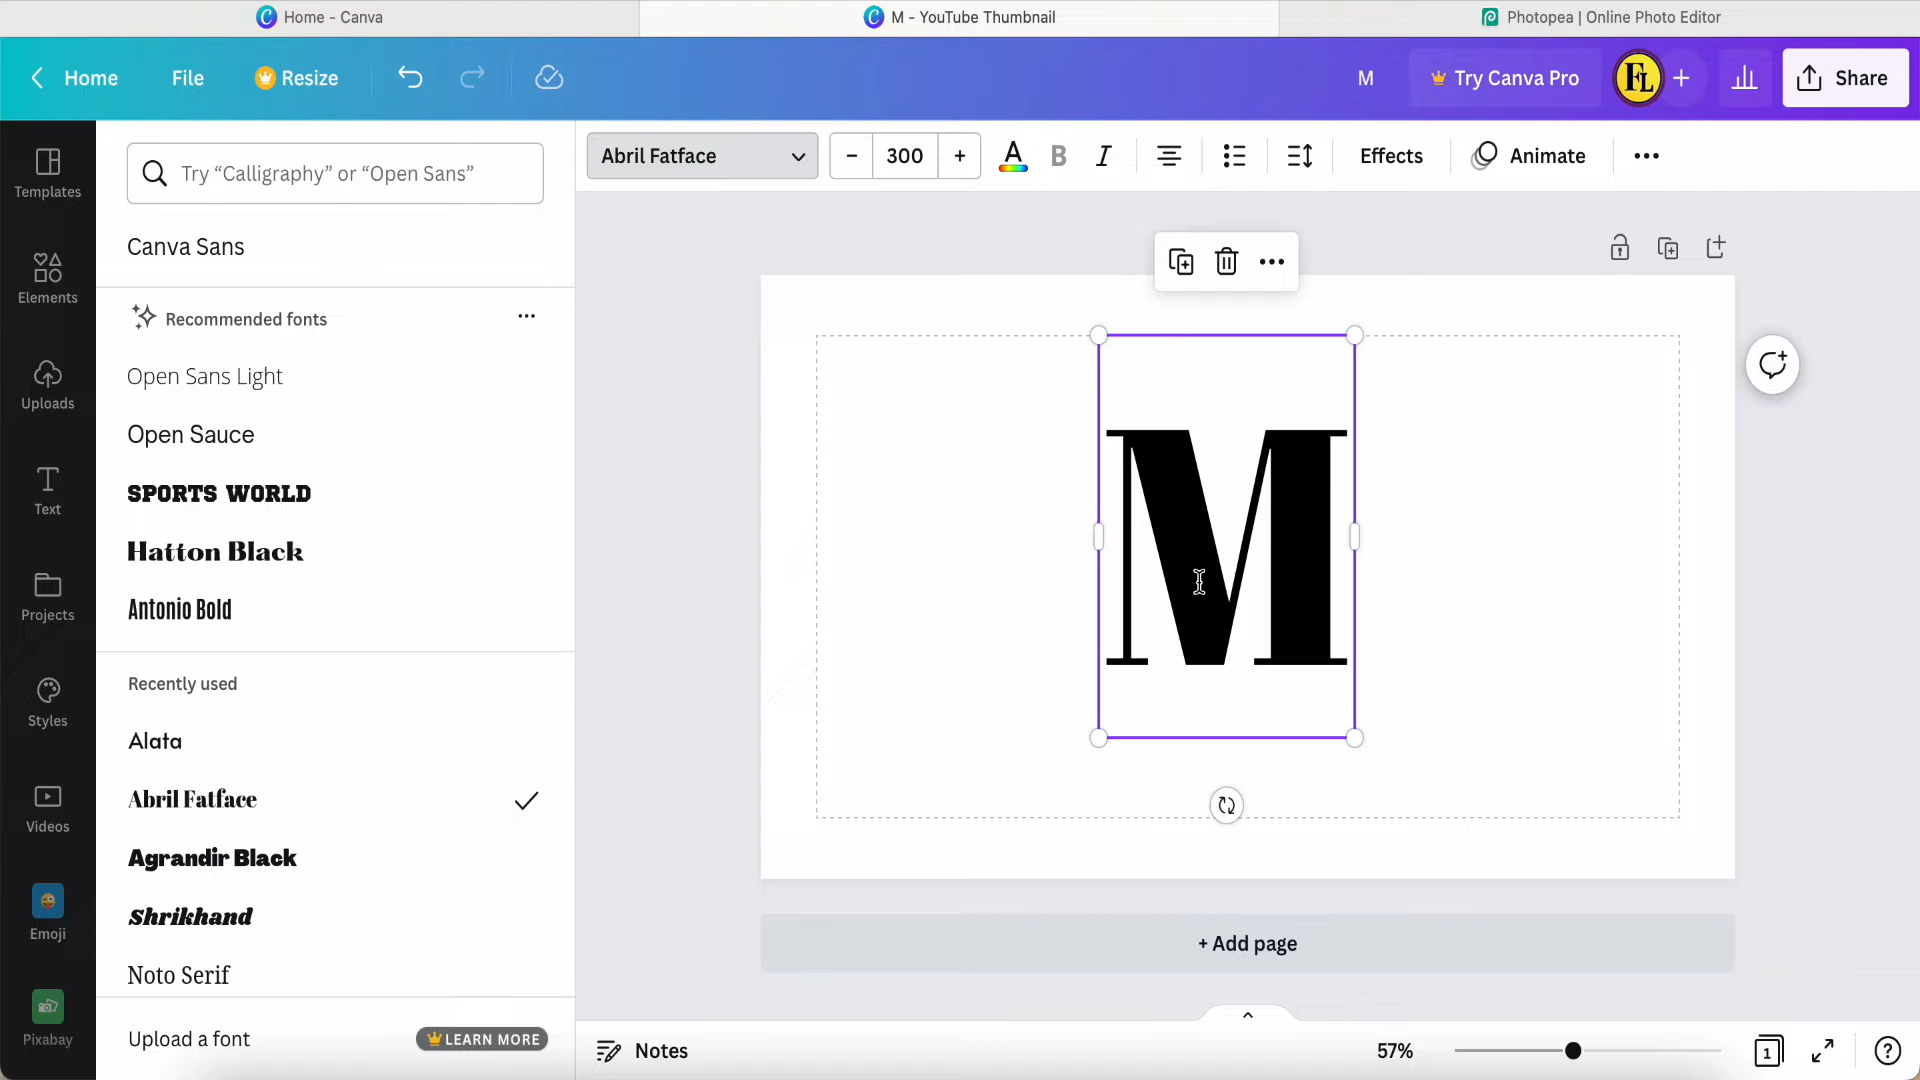 Home - Canva
M - YouTube Thumbnail
Photopea | Online Photo Editor
Home
File
Resize
M
Try Canva Pro
FL
Share
Templates
Elements
Uploads
Text
Projects
Styles
Videos
Emoji
Pixabay
Try “Calligraphy” or “Open Sans”
Canva Sans
Recommended fonts
Open Sans Light
Open Sauce
SPORTS WORLD
Hatton Black
Antonio Bold
Recently used
Alata
Abril Fatface
Agrandir Black
Shrikhand
Noto Serif
Upload a font
LEARN MORE
Abril Fatface
- 300 +
A
B
I
Effects
Animate
M
+ Add page
Notes
57%
1
?